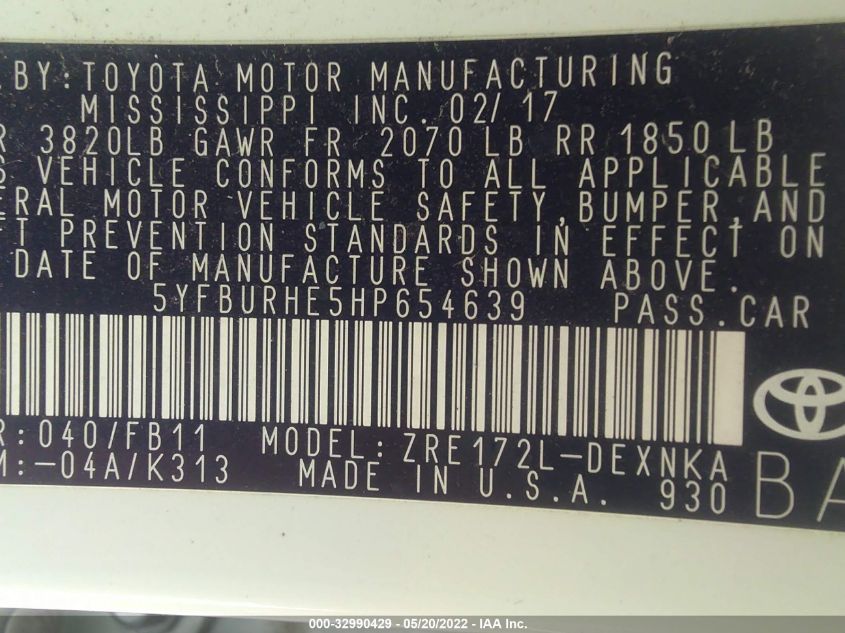 BY: TOYOTA MOTOR MANUFACTURING
MISSISSIPPI INC. 02/17
R 3820LB GAWR FR 2070 LB RR 1850 LB
S VEHICLE CONFORMS TO ALL APPLICABLE
ERAL MOTOR VEHICLE SAFETY, BUMPER, AND
FT PREVENTION STANDARDS IN EFFECT ON
DATE OF MANUFACTURE SHOWN ABOVE.
5YFBURHE5HP654639 PASS.CAR
R:040/FB11 MODEL: ZRE172L-DEXNKA
M:-04A/K313 MADE IN U.S.A. 930 BA
000-32990429 - 05/20/2022 - IAA Inc.